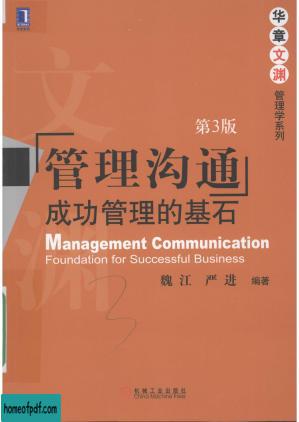 华章文渊
管理学系列
文渊
第3版
「管理沟通」
成功管理的基石
Management Communication
Foundation for Successful Business
魏江 严进 编著
机械工业出版社
China Machine Press
homeofpdf.com